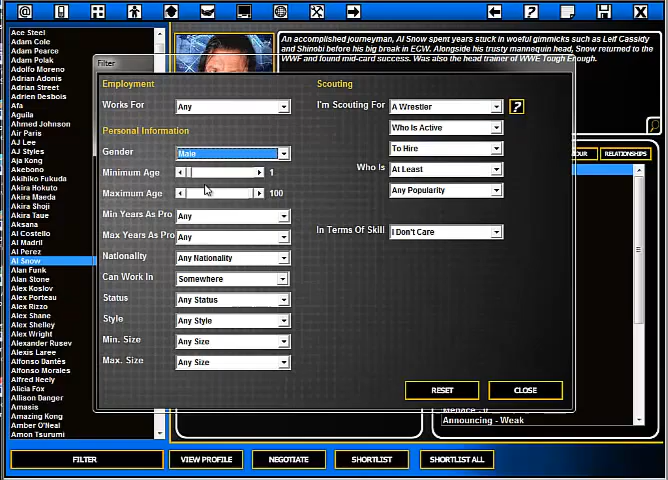 Ace Steel
Adam Cole
Adam Pearce
Adam Polak
Adolfo Moreno
Adrian Adonis
Adrian Street
Adrien Desbois
Afa
Aguila
Ahmed Johnson
Air Paris
AJ Lee
AJ Styles
Aja Kong
Akebono
Akihiko Fukuda
Akira Hokuto
Akira Maeda
Akira Shoji
Akira Taue
Aksana
Al Costello
Al Madril
Al Perez
Al Snow
Alan Funk
Alan Stone
Alex Koslov
Alex Porteau
Alex Rizzo
Alex Shane
Alex Shelley
Alex Wright
Alexander Rusev
Alexis Laree
Alfonso Dantés
Alfonso Morales
Alfred Neely
Alicia Fox
Allison Danger
Amasis
Amazing Kong
Amber O'Neal
Amon Tsurumi
An accomplished journeyman, Al Snow spent years stuck in woeful gimmicks such as Leif Cassidy
and Shinobi before his big break in ECW. Alongside his trusty mannequin head, Snow returned to the
WWF and found mid-card success. Was also the head trainer of WWE Tough Enough.
OUR
RELATIONSHIPS
Filter
Employment
Works For Any
Personal Information
Gender Male
Minimum Age 1
Maximum Age 100
Min Years As Pro Any
Max Years As Pro Any
Nationality Any Nationality
Can Work In Somewhere
Status Any Status
Style Any Style
Min. Size Any Size
Max. Size Any Size
Scouting
I'm Scouting For A Wrestler ?
Who Is Active
To Hire
Who Is At Least
Any Popularity
In Terms Of Skill I Don't Care
RESET
CLOSE
Announcing - Weak
FILTER
VIEW PROFILE
NEGOTIATE
SHORTLIST
SHORTLIST ALL